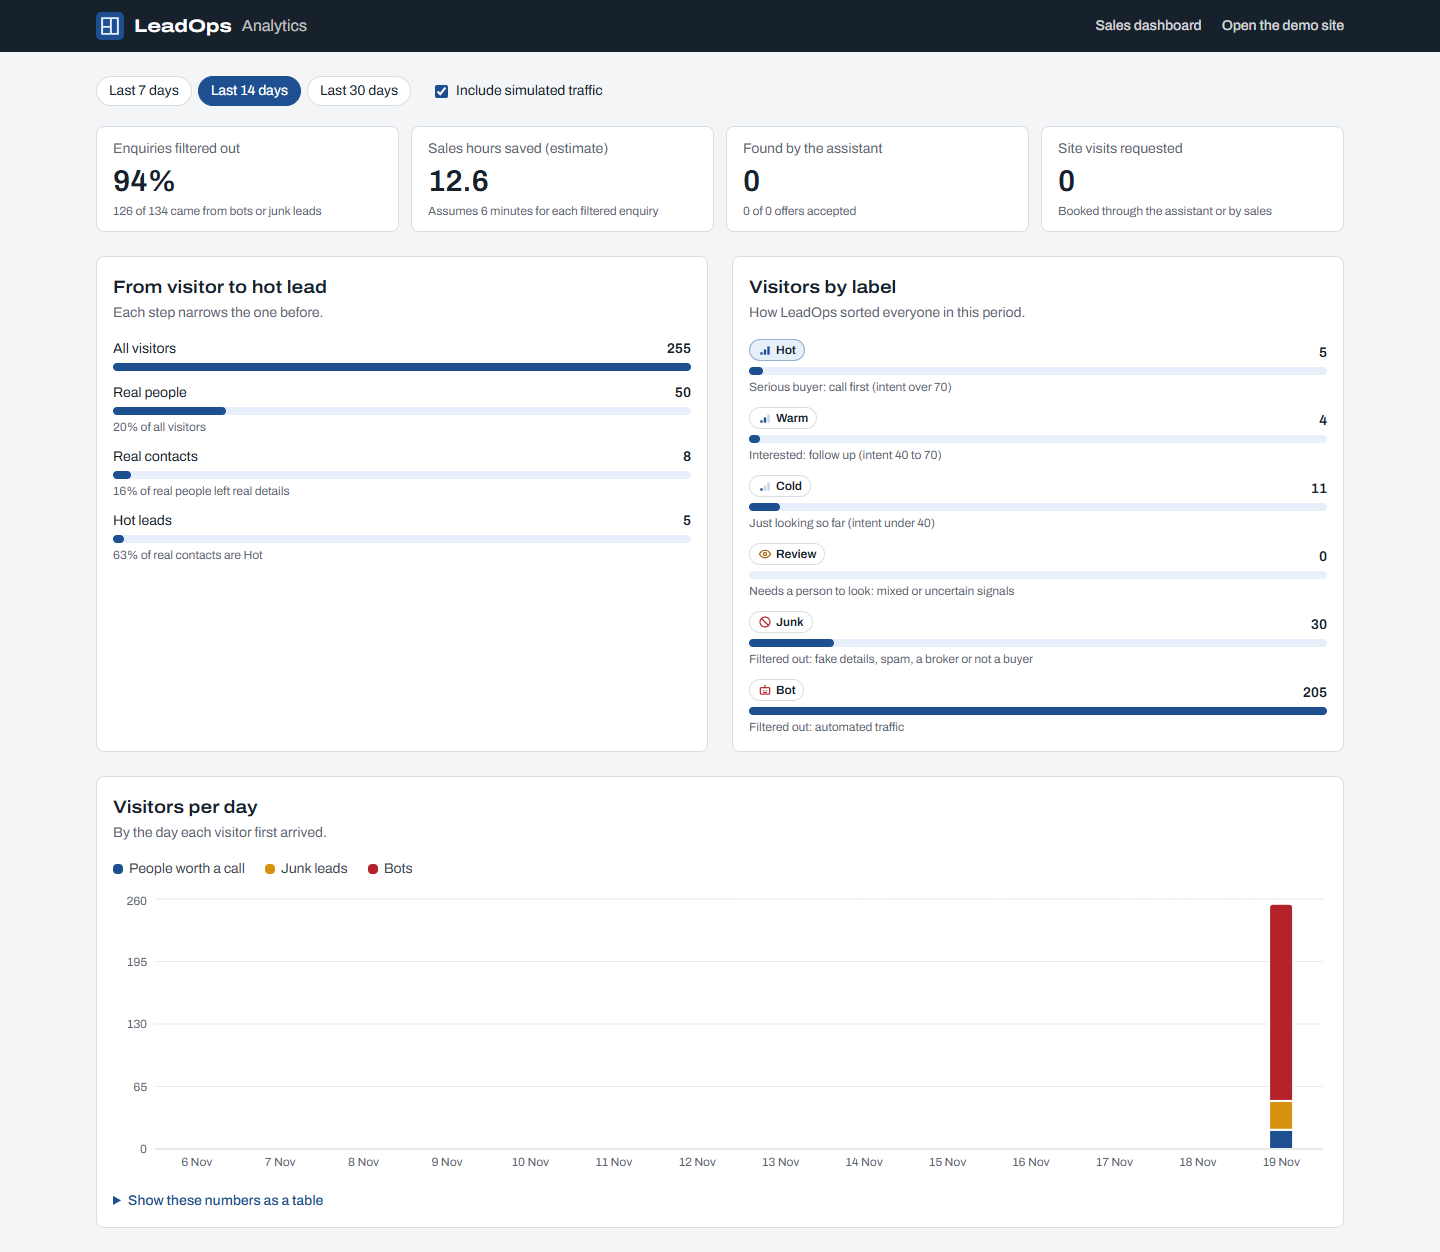 LeadOps Analytics
Sales dashboard Open the demo site
Last 7 days Last 14 days Last 30 days Include simulated traffic
Enquiries filtered out
94%
126 of 134 came from bots or junk leads
Sales hours saved (estimate)
12.6
Assumes 6 minutes for each filtered enquiry
Found by the assistant
0
0 of 0 offers accepted
Site visits requested
0
Booked through the assistant or by sales
From visitor to hot lead
Each step narrows the one before.
All visitors 255
Real people 50
20% of all visitors
Real contacts 8
16% of real people left real details
Hot leads 5
63% of real contacts are Hot
Visitors by label
How LeadOps sorted everyone in this period.
Hot 5
Serious buyer: call first (intent over 70)
Warm 4
Interested: follow up (intent 40 to 70)
Cold 11
Just looking so far (intent under 40)
Review 0
Needs a person to look: mixed or uncertain signals
Junk 30
Filtered out: fake details, spam, a broker or not a buyer
Bot 205
Filtered out: automated traffic
Visitors per day
By the day each visitor first arrived.
People worth a call Junk leads Bots
260
195
130
65
0
6 Nov 7 Nov 8 Nov 9 Nov 10 Nov 11 Nov 12 Nov 13 Nov 14 Nov 15 Nov 16 Nov 17 Nov 18 Nov 19 Nov
Show these numbers as a table